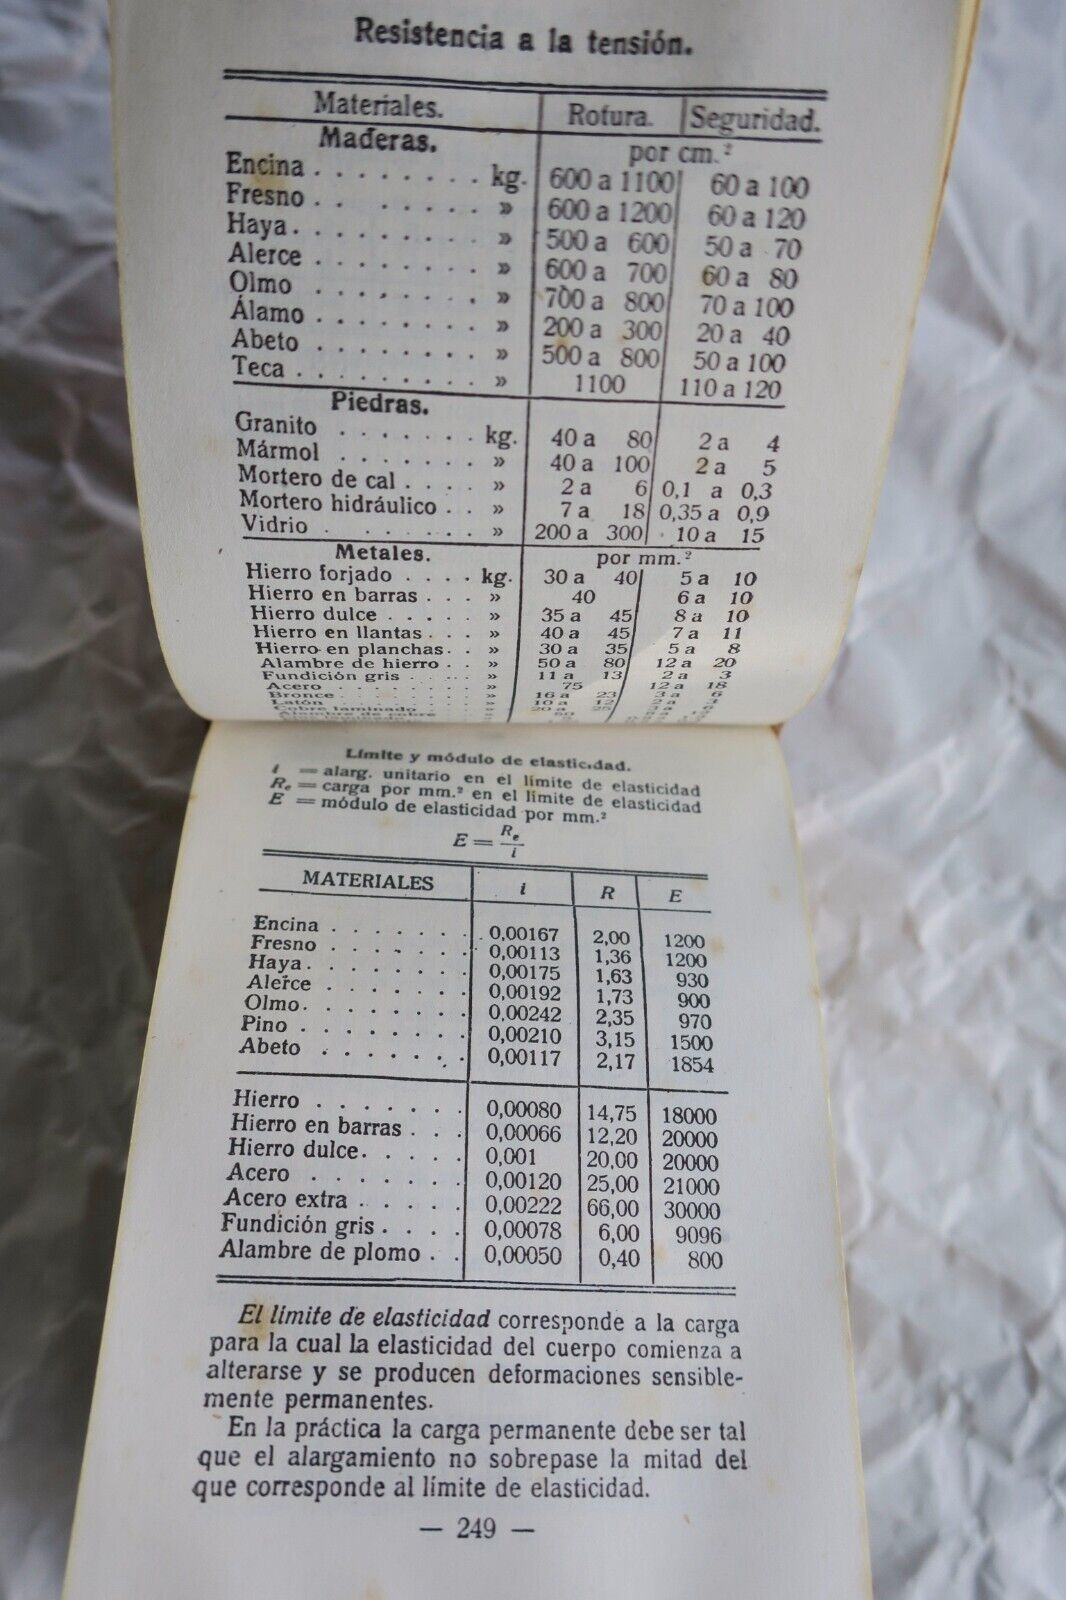 Resistencia a la tensión.
Materiales. Rotura. Seguridad.
Maderas. por cm.²
Encina . . . . . . . . kg. 600 a 1100 60 a 100
Fresno . . . . . . . . » 600 a 1200 60 a 120
Haya. . . . . . . . . » 500 a 600 50 a 70
Alerce . . . . . . . . » 600 a 700 60 a 80
Olmo . . . . . . . . » 700 a 800 70 a 100
Álamo . . . . . . . . » 200 a 300 20 a 40
Abeto . . . . . . . . » 500 a 800 50 a 100
Teca . . . . . . . . . » 1100 110 a 120
Piedras.
Granito . . . . . . . kg. 40 a 80 2 a 4
Mármol . . . . . . . » 40 a 100 2 a 5
Mortero de cal . . . . » 2 a 6 0,1 a 0,3
Mortero hidráulico . . » 7 a 18 0,35 a 0,9
Vidrio . . . . . . . » 200 a 300 10 a 15
Metales. por mm.²
Hierro forjado . . . . kg. 30 a 40 5 a 10
Hierro en barras . . . » 40 6 a 10
Hierro dulce . . . . . » 35 a 45 8 a 10
Hierro en llantas . . . » 40 a 45 7 a 11
Hierro en planchas . . » 30 a 35 5 a 8
Alambre de hierro . . » 50 a 80 12 a 20
Fundición gris . . . . » 11 a 13 2 a 3
Acero . . . . . . . . » 75 12 a 18
Bronce . . . . . . . » 16 a 23 3 a 6
Latón . . . . . . . . » 10 a 12
Cobre laminado . . . » 20 a 25
Alambre de cobre
Límite y módulo de elasticidad.
i = alarg. unitario en el límite de elasticidad
Re = carga por mm.² en el límite de elasticidad
E = módulo de elasticidad por mm.²
E = Re / i
MATERIALES i R E
Encina . . . . . . . 0,00167 2,00 1200
Fresno . . . . . . . 0,00113 1,36 1200
Haya. . . . . . . . 0,00175 1,63 930
Alerce . . . . . . . 0,00192 1,73 900
Olmo. . . . . . . . 0,00242 2,35 970
Pino . . . . . . . . 0,00210 3,15 1500
Abeto . . . . . . . 0,00117 2,17 1854
Hierro . . . . . . . 0,00080 14,75 18000
Hierro en barras . . . 0,00066 12,20 20000
Hierro dulce. . . . . 0,001 20,00 20000
Acero . . . . . . . 0,00120 25,00 21000
Acero extra . . . . . 0,00222 66,00 30000
Fundición gris . . . . 0,00078 6,00 9096
Alambre de plomo . . 0,00050 0,40 800
El límite de elasticidad corresponde a la carga
para la cual la elasticidad del cuerpo comienza a
alterarse y se producen deformaciones sensible-
mente permanentes.
En la práctica la carga permanente debe ser tal
que el alargamiento no sobrepase la mitad del
que corresponde al límite de elasticidad.
— 249 —